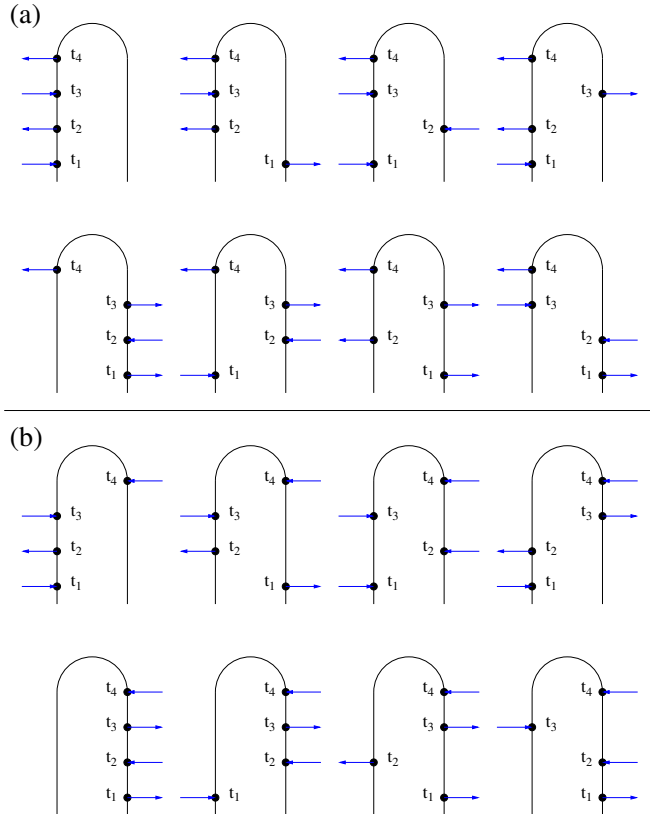 (a)
t₄ t₄ t₄ t₄
t₃ t₃ t₃ t₃
t₂ t₂ t₂ t₂
t₁ t₁ t₁ t₁
t₄ t₄ t₄ t₄
t₃ t₃ t₃ t₃
t₂ t₂ t₂ t₂
t₁ t₁ t₁ t₁
(b)
t₄ t₄ t₄ t₄
t₃ t₃ t₃ t₃
t₂ t₂ t₂ t₂
t₁ t₁ t₁ t₁
t₄ t₄ t₄ t₄
t₃ t₃ t₃ t₃
t₂ t₂ t₂ t₂
t₁ t₁ t₁ t₁